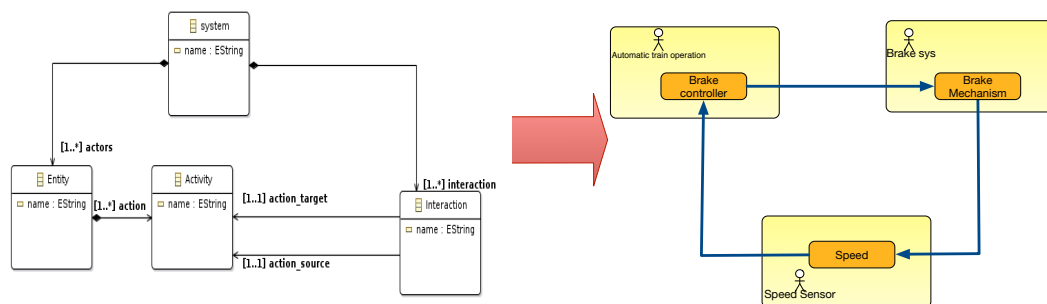 system
name : EString
[1..*] actors
Entity
name : EString
[1..*] action
Activity
name : EString
[1..1] action_target
[1..1] action_source
[1..*] interaction
Interaction
name : EString
Automatic train operation
Brake
controller
Brake sys
Brake
Mechanism
Speed
Speed Sensor